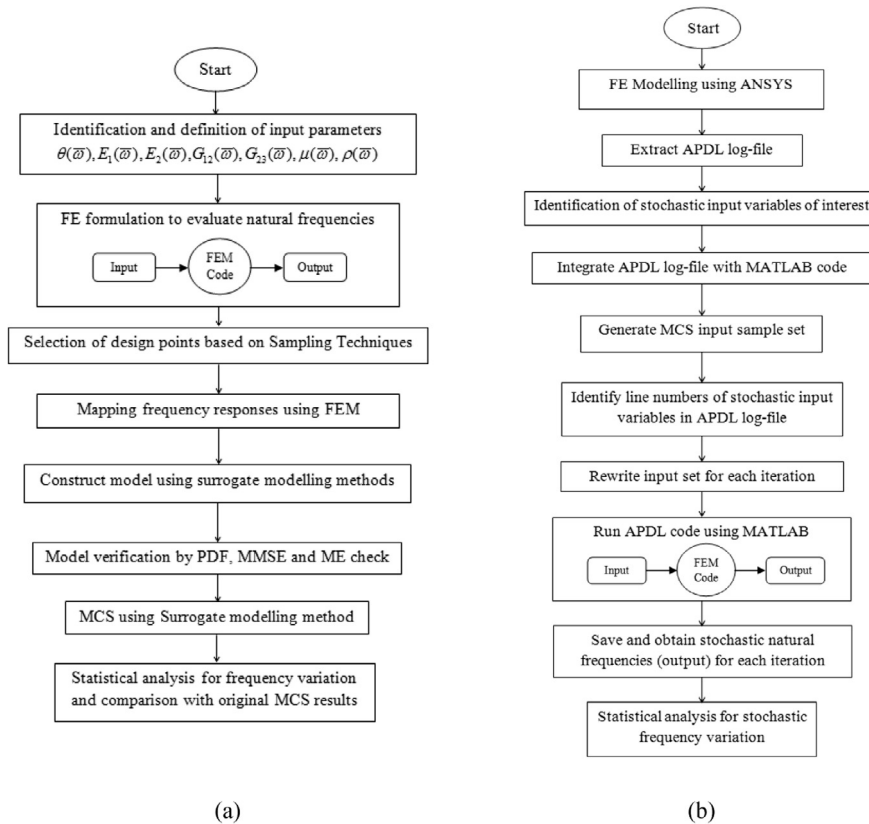 Start
Identification and definition of input parameters
θ(ϖ), E₁(ϖ), E₂(ϖ), G₁₂(ϖ), G₂₃(ϖ), μ(ϖ), ρ(ϖ)
FE formulation to evaluate natural frequencies
Input
FEM
Code
Output
Selection of design points based on Sampling Techniques
Mapping frequency responses using FEM
Construct model using surrogate modelling methods
Model verification by PDF, MMSE and ME check
MCS using Surrogate modelling method
Statistical analysis for frequency variation
and comparison with original MCS results
(a)
Start
FE Modelling using ANSYS
Extract APDL log-file
Identification of stochastic input variables of interest
Integrate APDL log-file with MATLAB code
Generate MCS input sample set
Identify line numbers of stochastic input
variables in APDL log-file
Rewrite input set for each iteration
Run APDL code using MATLAB
Input
FEM
Code
Output
Save and obtain stochastic natural
frequencies (output) for each iteration
Statistical analysis for stochastic
frequency variation
(b)